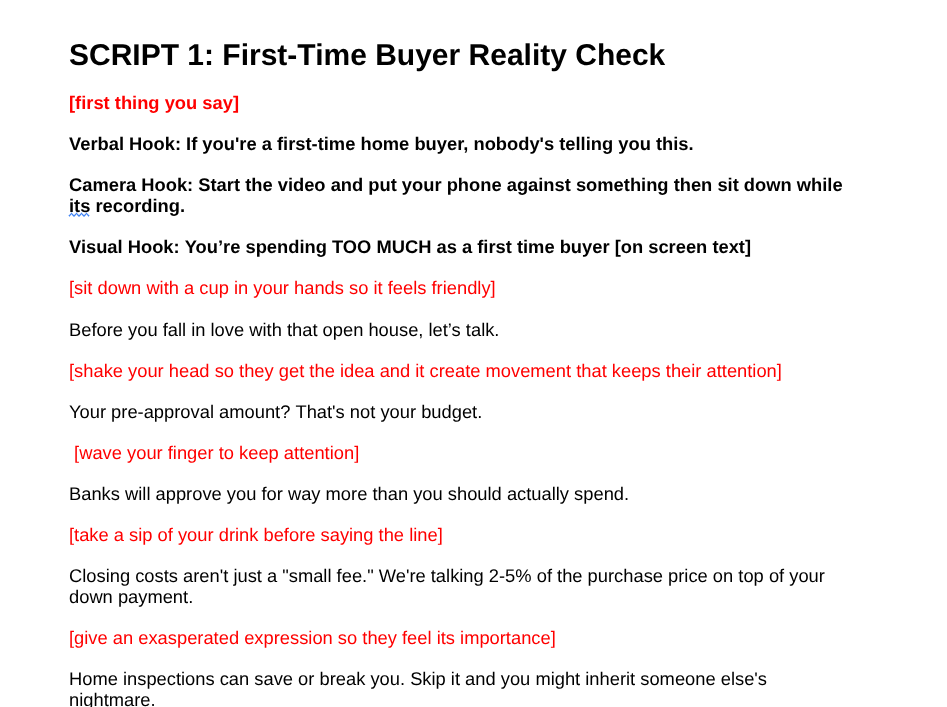 SCRIPT 1: First-Time Buyer Reality Check
[first thing you say]
Verbal Hook: If you're a first-time home buyer, nobody's telling you this.
Camera Hook: Start the video and put your phone against something then sit down while
its recording.
Visual Hook: You’re spending TOO MUCH as a first time buyer [on screen text]
[sit down with a cup in your hands so it feels friendly]
Before you fall in love with that open house, let’s talk.
[shake your head so they get the idea and it create movement that keeps their attention]
Your pre-approval amount? That's not your budget.
[wave your finger to keep attention]
Banks will approve you for way more than you should actually spend.
[take a sip of your drink before saying the line]
Closing costs aren't just a "small fee." We're talking 2-5% of the purchase price on top of your
down payment.
[give an exasperated expression so they feel its importance]
Home inspections can save or break you. Skip it and you might inherit someone else's
nightmare.